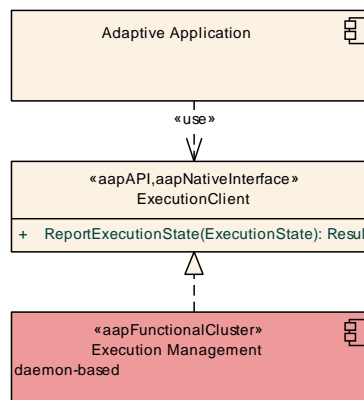 Adaptive Application
«use»
«aapAPI,aapNativeInterface»
ExecutionClient
+ ReportExecutionState(ExecutionState): Resul
«aapFunctionalCluster»
Execution Management
daemon-based